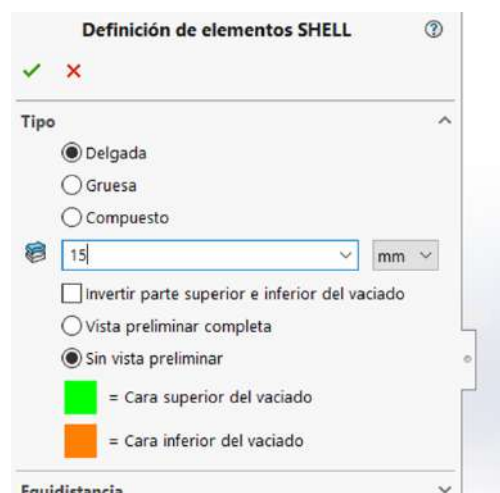 Definición de elementos SHELL
Tipo
Delgada
Gruesa
Compuesto
15 mm
Invertir parte superior e inferior del vaciado
Vista preliminar completa
Sin vista preliminar
= Cara superior del vaciado
= Cara inferior del vaciado
Equidistancia